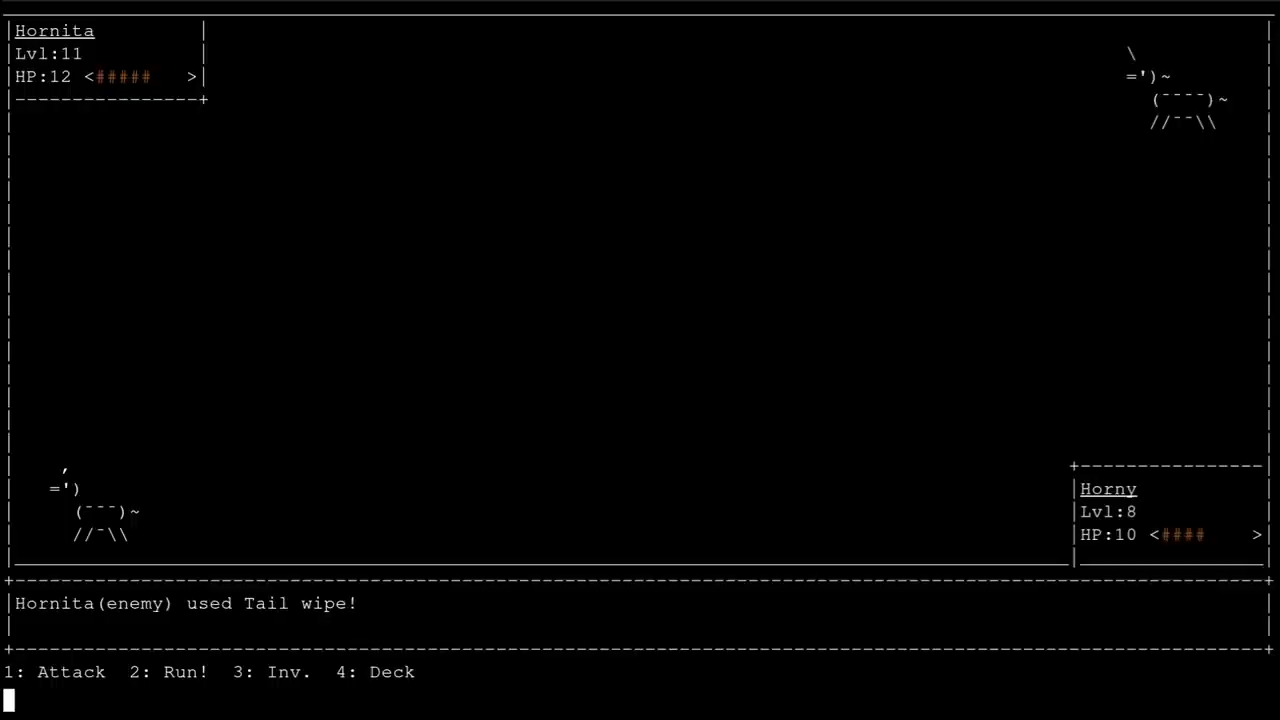 Hornita
Lvl:11
HP:12 <##### >
Horny
Lvl:8
HP:10 <#### >
Hornita(enemy) used Tail wipe!
1: Attack 2: Run! 3: Inv. 4: Deck